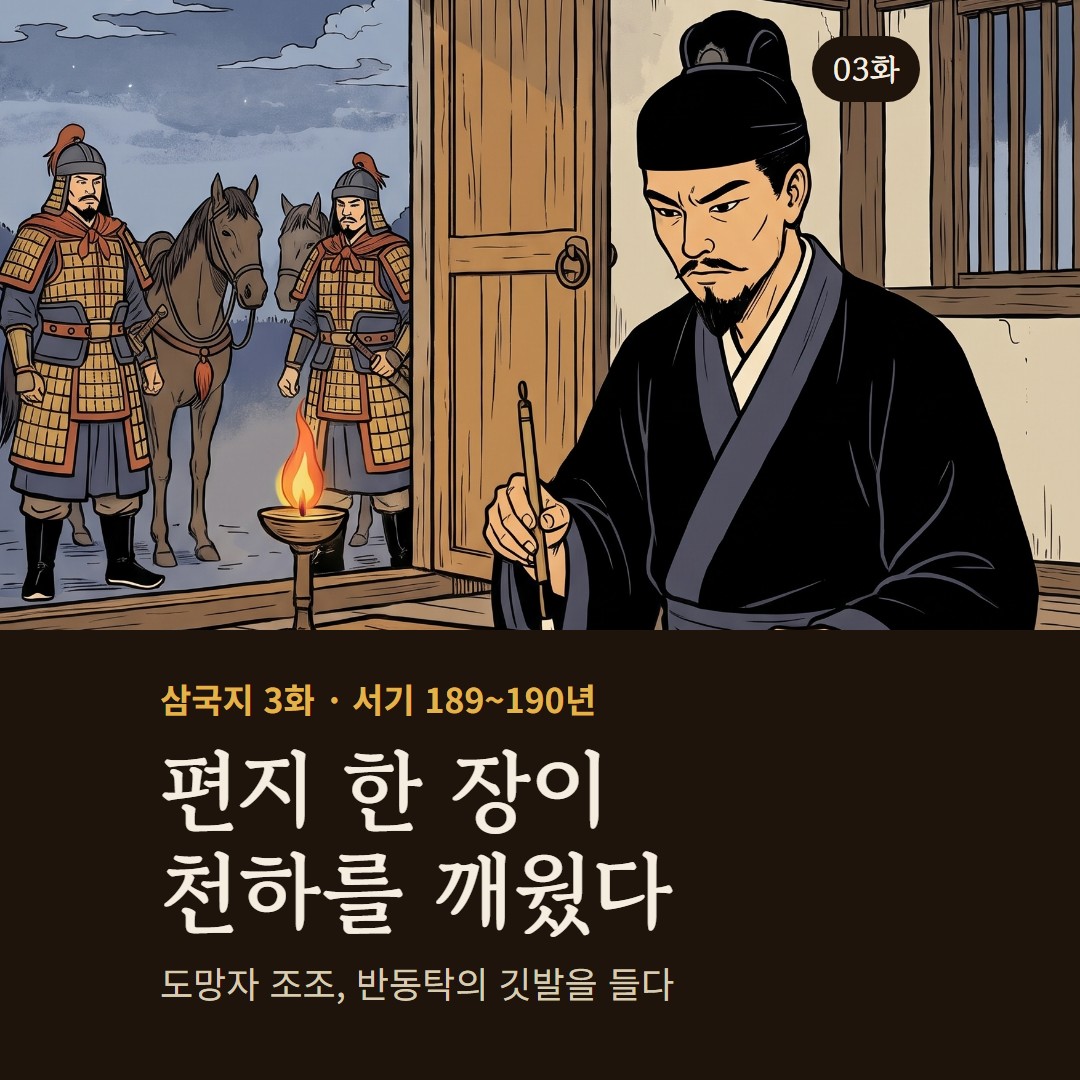 03화
삼국지 3화 · 서기 189~190년
편지 한 장이
천하를 깨웠다
도망자 조조, 반동탁의 깃발을 들다